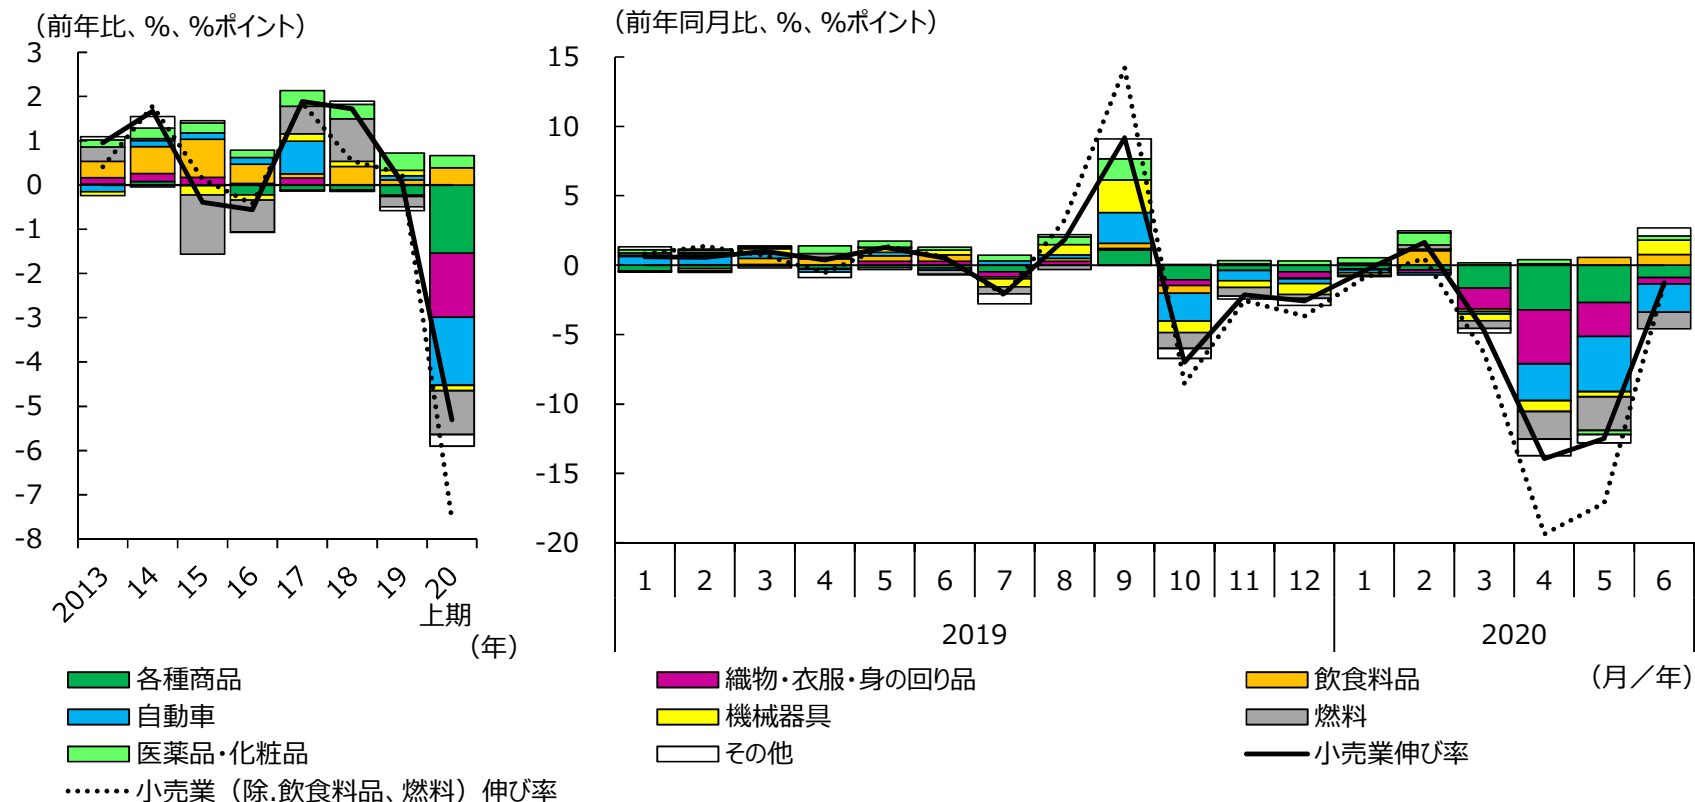 （前年比、%、%ポイント）
3
2
1
0
-1
-2
-3
-4
-5
-6
-7
-8
2013 14 15 16 17 18 19 20
上期
（年）
（前年同月比、%、%ポイント）
15
10
5
0
-5
-10
-15
-20
1 2 3 4 5 6 7 8 9 10 11 12 1 2 3 4 5 6
2019 2020
（月／年）
各種商品 織物・衣服・身の回り品 飲食料品
自動車 機械器具 燃料
医薬品・化粧品 その他 小売業伸び率
小売業（除.飲食料品、燃料）伸び率